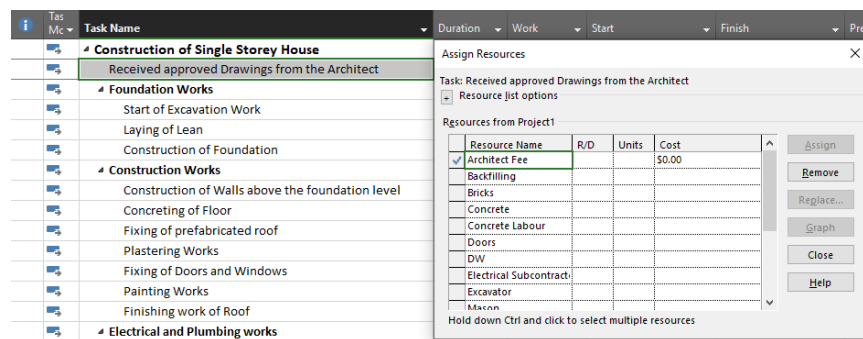 Tas
Mc Task Name Duration Work Start Finish Pre
Construction of Single Storey House
Received approved Drawings from the Architect
Foundation Works
Start of Excavation Work
Laying of Lean
Construction of Foundation
Construction Works
Construction of Walls above the foundation level
Concreting of Floor
Fixing of prefabricated roof
Plastering Works
Fixing of Doors and Windows
Painting Works
Finishing work of Roof
Electrical and Plumbing works
Assign Resources
Task: Received approved Drawings from the Architect
+ Resource list options
Resources from Project1
Resource Name R/D Units Cost
Architect Fee $0.00
Backfilling
Bricks
Concrete
Concrete Labour
Doors
DW
Electrical Subcontract
Excavator
Mason
Assign
Remove
Replace...
Graph
Close
Help
Hold down Ctrl and click to select multiple resources